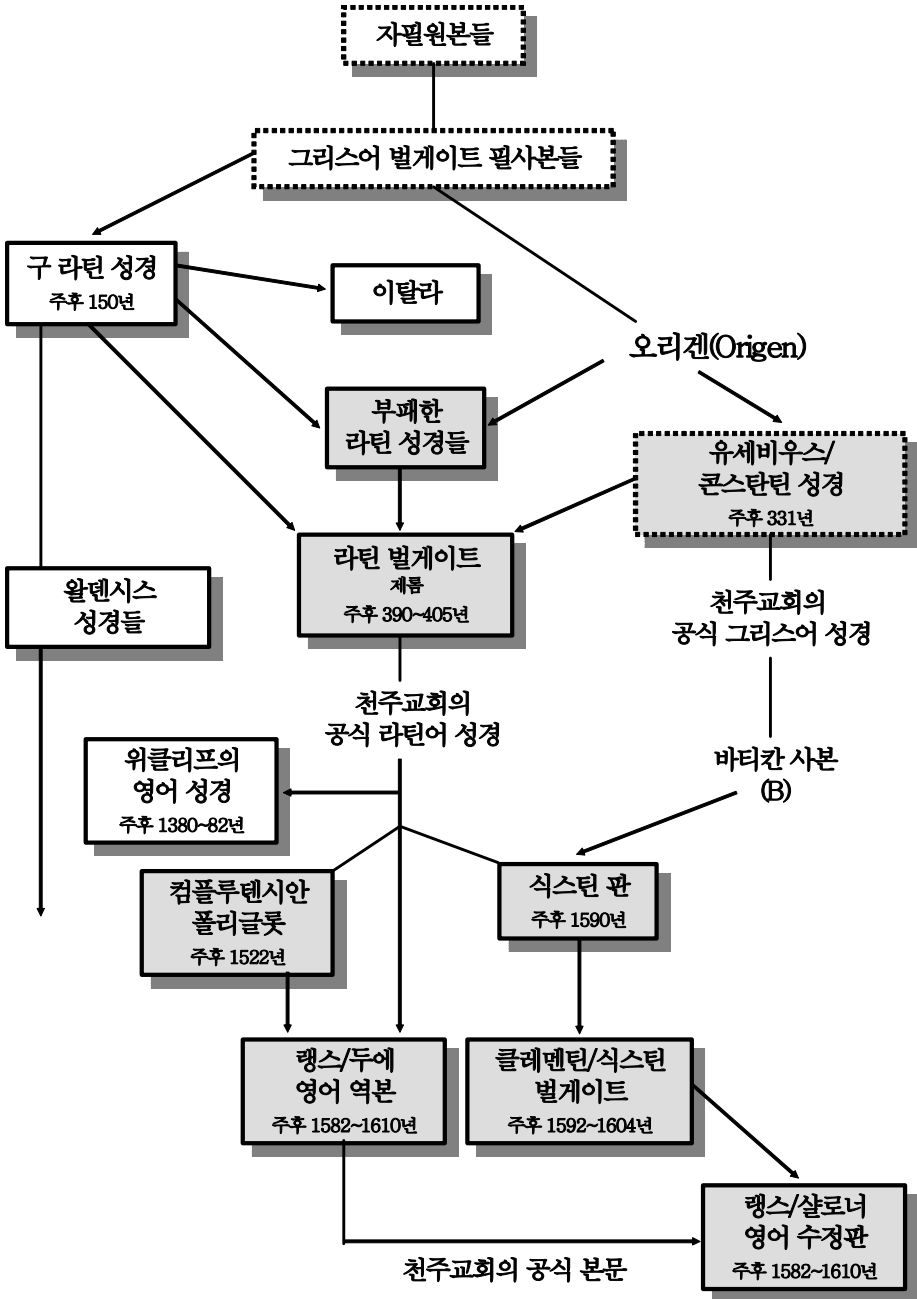 자필원본들
그리스어 벌게이트 필사본들
구 라틴 성경
주후 150년
이탈라
오리겐(Origen)
부패한
라틴 성경들
유세비우스/
콘스탄틴 성경
주후 331년
라틴 벌게이트
제롬
주후 390~405년
왈덴시스
성경들
천주교회의
공식 그리스어 성경
천주교회의
공식 라틴어 성경
위클리프의
영어 성경
주후 1380~82년
바티칸 사본
(B)
컴플루텐시안
폴리글롯
주후 1522년
식스틴 판
주후 1590년
랭스/두에
영어 역본
주후 1582~1610년
클레멘틴/식스틴
벌게이트
주후 1592~1604년
랭스/샬로너
영어 수정판
주후 1582~1610년
천주교회의 공식 본문